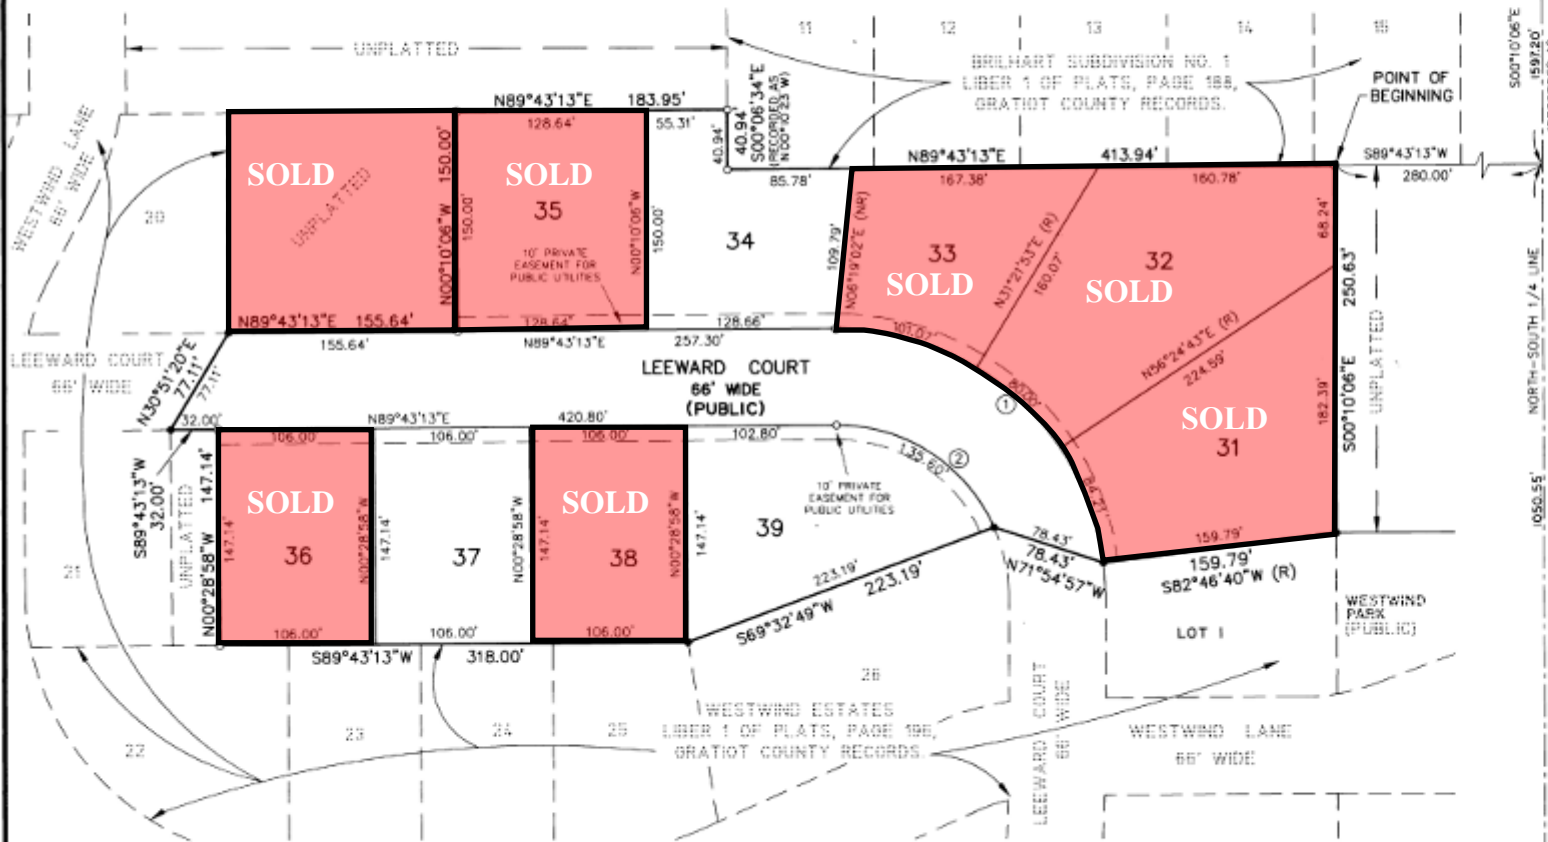 11
12
13
14
15
S00°10'06"E
1597.20'
UNPLATTED
BRILHART SUBDIVISION NO. 1
LIBER 1 OF PLATS, PAGE 188,
GRATIOT COUNTY RECORDS.
POINT OF
BEGINNING
N89°43'13"E
183.95'
128.64'
55.31'
40.94'
40.94'
S00°06'34"E
(RECORDED AS
N00°10'23"W)
85.78'
N89°43'13"E
413.94'
167.38'
160.78'
S89°43'13"W
280.00'
WESTWIND LANE
66' WIDE
20
SOLD
UNPLATTED
N00°10'06"W
150.00'
150.00'
SOLD
35
10' PRIVATE
EASEMENT FOR
PUBLIC UTILITIES
N00°10'06"W
150.00'
34
109.79'
N06°19'02"E (NR)
33
SOLD
N31°21'53"E (R)
160.07'
32
SOLD
68.24'
250.63'
S00°10'06"E
182.39'
UNPLATTED
NORTH-SOUTH 1/4 LINE
1050.55'
N56°24'43"E (R)
224.59'
SOLD
31
N89°43'13"E
155.64'
155.64'
128.64'
N89°43'13"E
128.66'
257.30'
101.07'
80.00'
1
84.21'
LEEWARD COURT
66' WIDE
(PUBLIC)
LEEWARD COURT
66' WIDE
N30°51'20"E
77.11'
77.11'
32.00'
N89°43'13"E
420.80'
106.00'
106.00'
106.00'
102.80'
135.60'
2
S89°43'13"W
32.00'
UNPLATTED
N00°28'58"W
147.14'
147.14'
SOLD
36
N00°28'58"W
147.14'
37
N00°28'58"W
147.14'
SOLD
38
N00°28'58"W
147.14'
39
10' PRIVATE
EASEMENT FOR
PUBLIC UTILITIES
78.43'
78.43'
N71°54'57"W
159.79'
159.79'
S82°46'40"W (R)
223.19'
223.19'
S69°32'49"W
106.00'
106.00'
106.00'
S89°43'13"W
318.00'
LOT 1
WESTWIND
PARK
(PUBLIC)
21
22
23
24
25
26
WESTWIND ESTATES
LIBER 1 OF PLATS, PAGE 196,
GRATIOT COUNTY RECORDS.
LEEWARD COURT
66' WIDE
WESTWIND LANE
66' WIDE